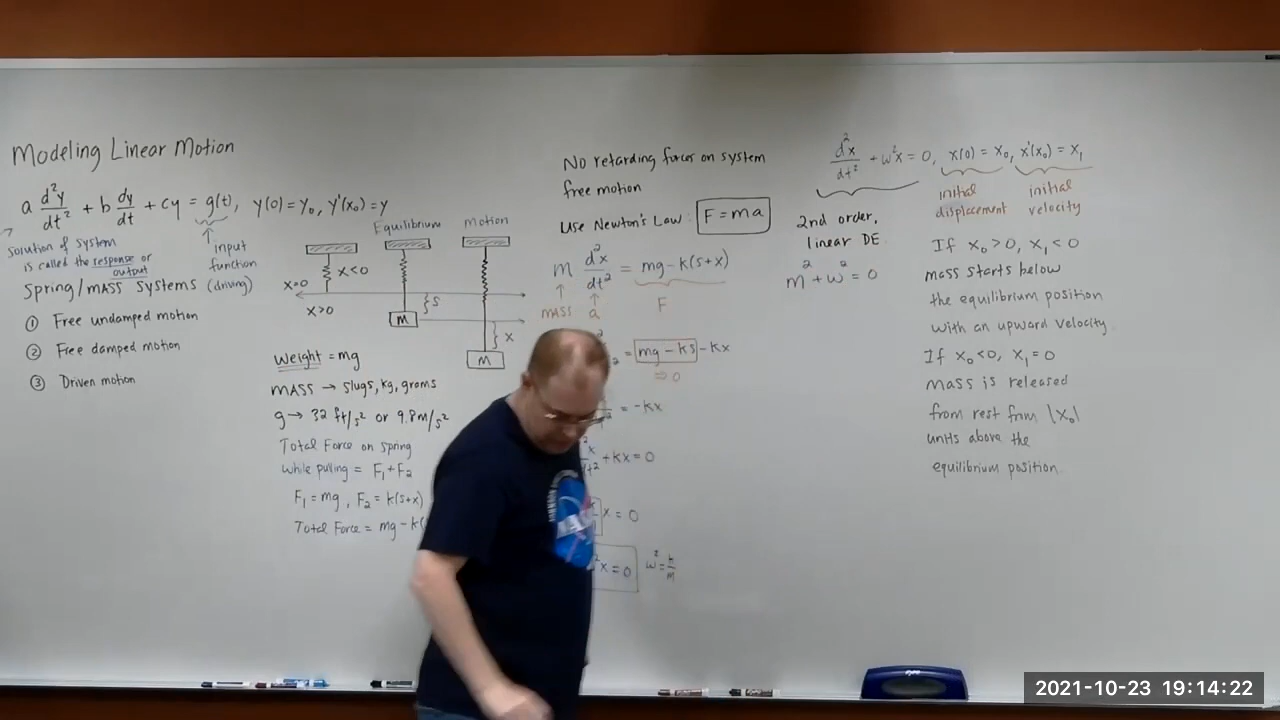 Modeling Linear Motion
a d²y/dt² + b dy/dt + cy = g(t), y(0) = y₀, y'(x₀) = y
solution of system
is called the response or
output
input
function
(driving)
Spring/mass systems
① Free undamped motion
② Free damped motion
③ Driven motion
Equilibrium
Motion
x=0
x<0
x>0
S
M
x
M
Weight = mg
MASS → slugs, kg, grams
g → 32 ft/s² or 9.8 m/s²
Total Force on spring
while pulling = F₁+F₂
F₁ = mg, F₂ = k(s+x)
Total Force = mg - k(
No retarding forces on system
free motion
Use Newton's Law: F = ma
m d²x/dt² = mg - k(s+x)
MASS a F
₂ = mg - ks - kx
⇒ 0
= -kx
+ kx = 0
x = 0
²x = 0 w² = k/m
d²x/dt² + w²x = 0, x(0) = x₀, x'(x₀) = x₁
initial displacement
initial velocity
2nd order,
linear DE
m² + w² = 0
If x₀ > 0, x₁ < 0
mass starts below
the equilibrium position
with an upward velocity.
If x₀ < 0, x₁ = 0
mass is released
from rest from |x₀|
units above the
equilibrium position.
EXPO
2021-10-23 19:14:22